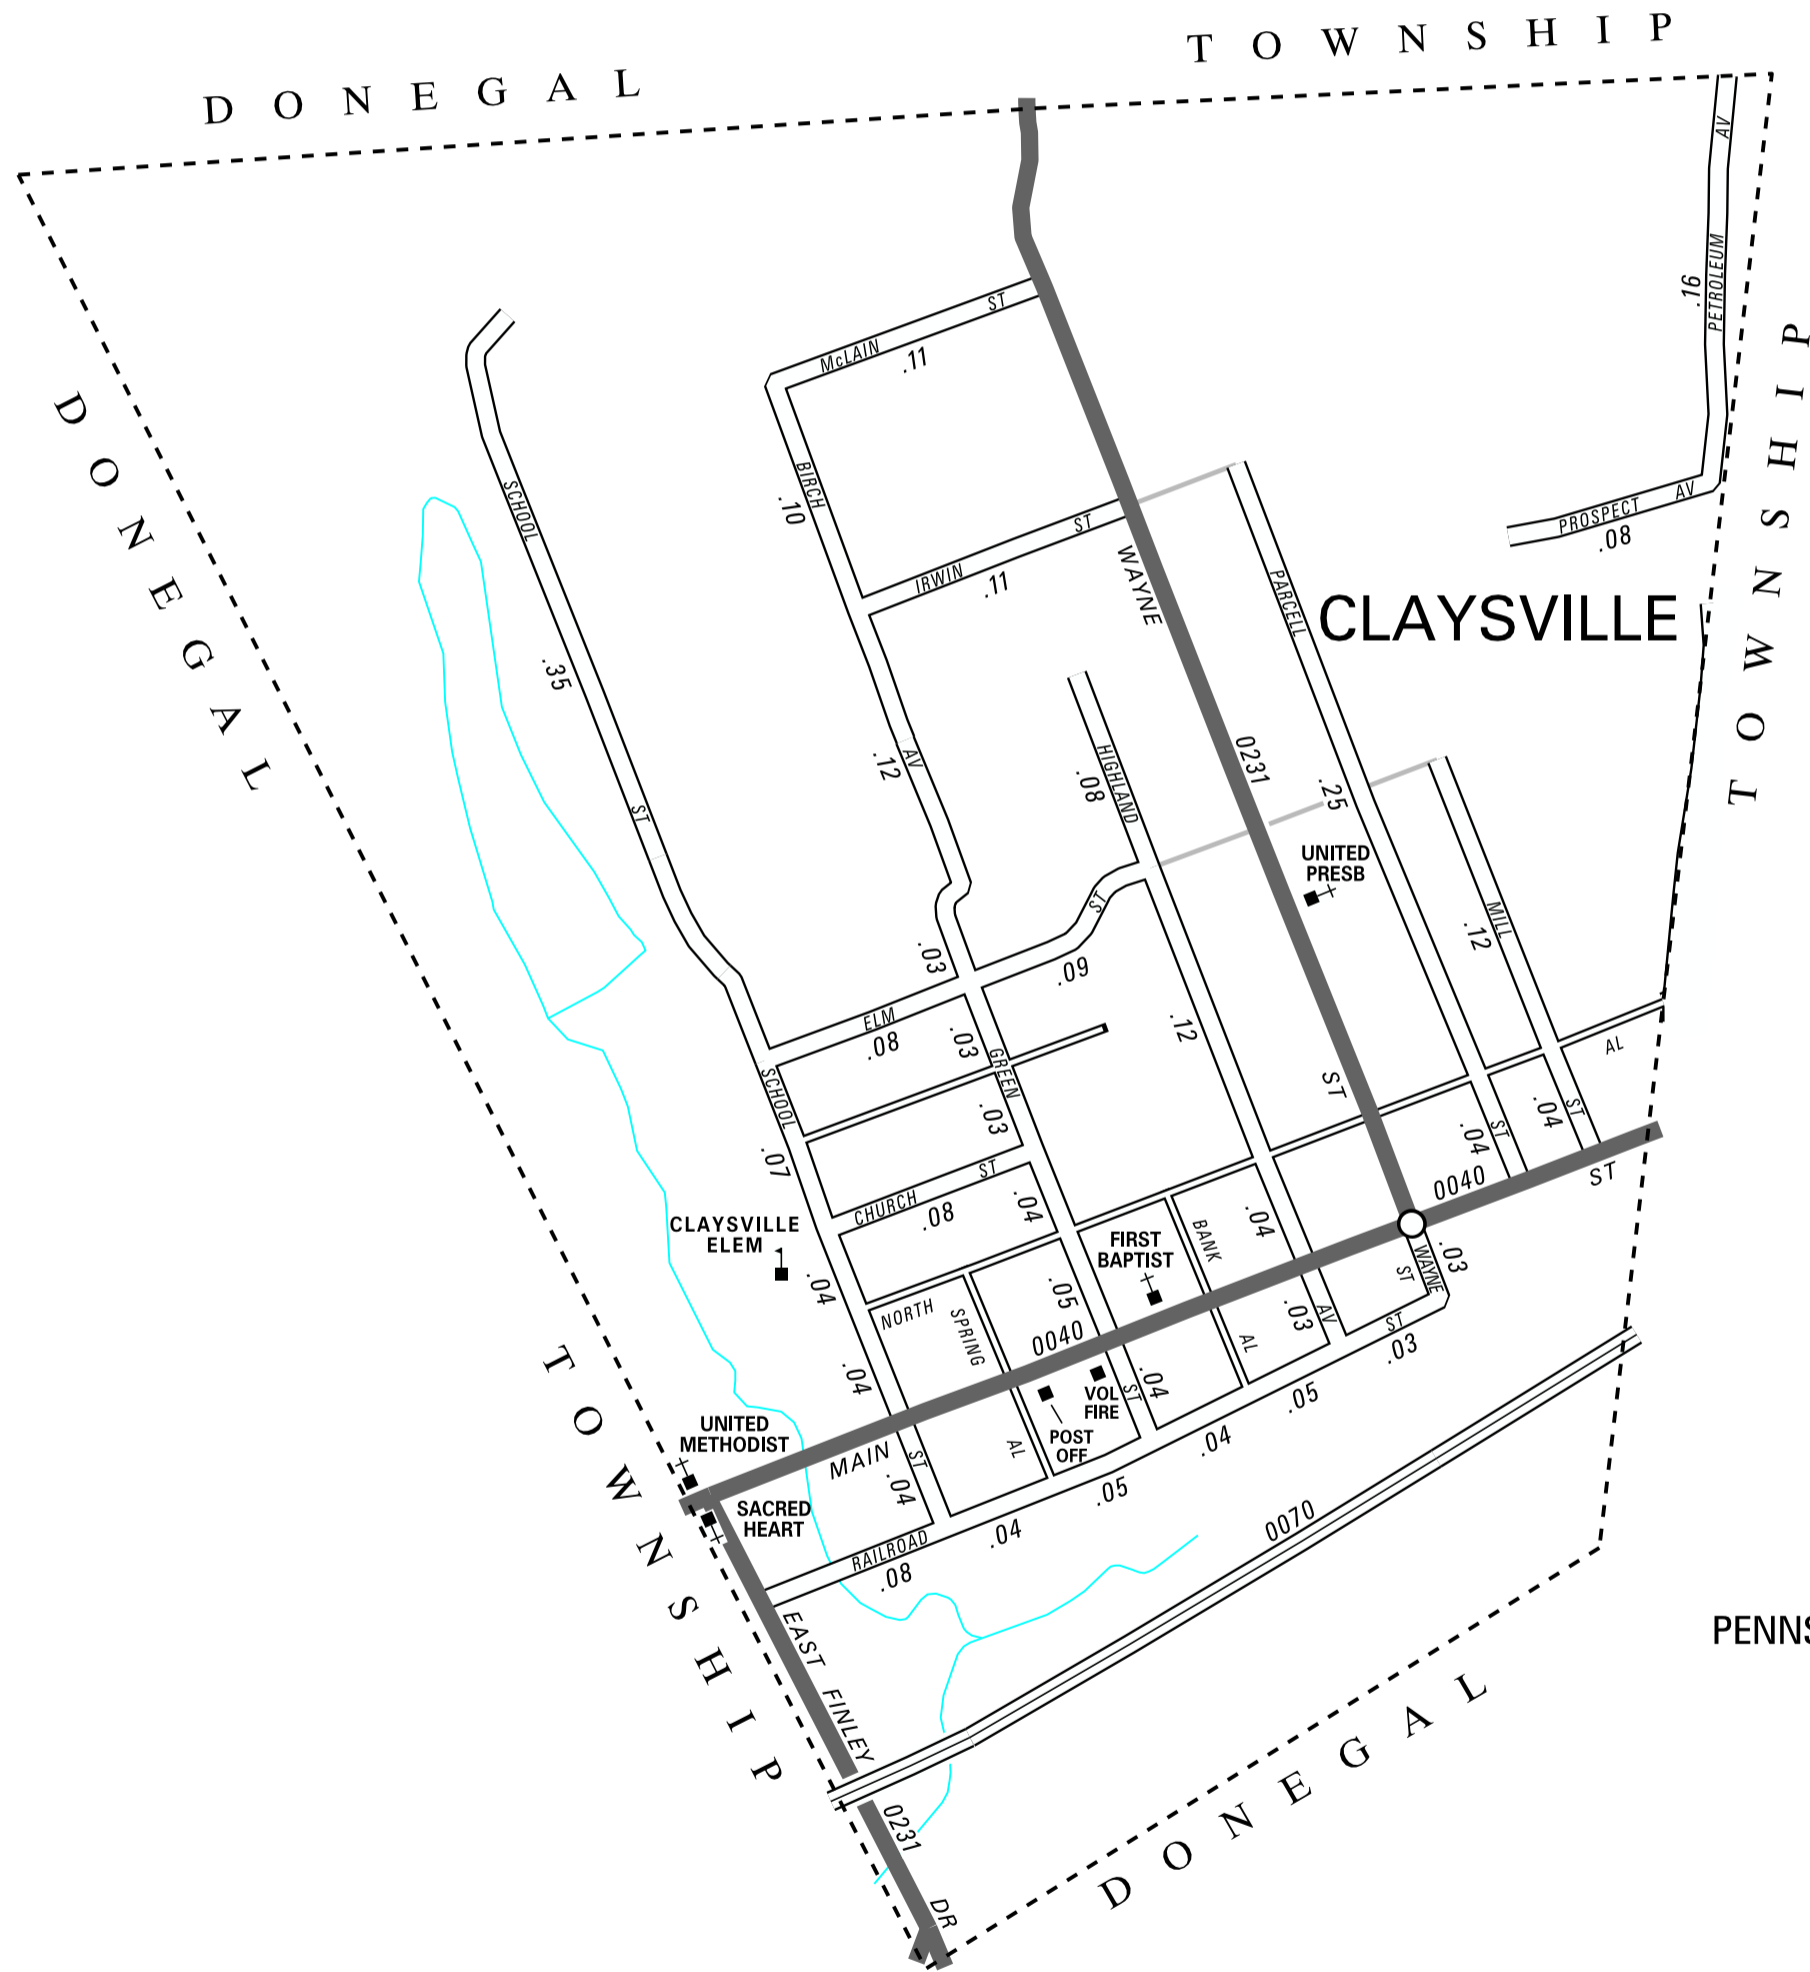 DONEGAL
TOWNSHIP
AV
PETROLEUM
.16
PROSPECT AV
.08
CLAYSVILLE
TOWNSHIP
DONEGAL
TOWNSHIP
McLAIN ST
.11
BIRCH
.10
SCHOOL
.35
ST
IRWIN ST
.11
WAYNE
PARCELL
AV
.12
HIGHLAND
.08
0231
.25
UNITED
PRESB
MILL
.12
.03
ST
.09
ELM
.08
.03
GREEN
.12
ST
AL
SCHOOL
.07
.03
CHURCH ST
.08
.04
.04
ST
.04
ST
0040
ST
CLAYSVILLE
ELEM
.04
FIRST
BAPTIST
BANK
.04
.03
WAYNE
ST
NORTH
SPRING
.05
0040
.03
AV
ST
.03
AL
.04
VOL
FIRE
ST
.04
.05
POST
OFF
AL
.04
UNITED
METHODIST
MAIN
ST
.04
.05
SACRED
HEART
.04
RAILROAD
.08
0070
EAST FINLEY
0231
DR
DONEGAL
PENNS